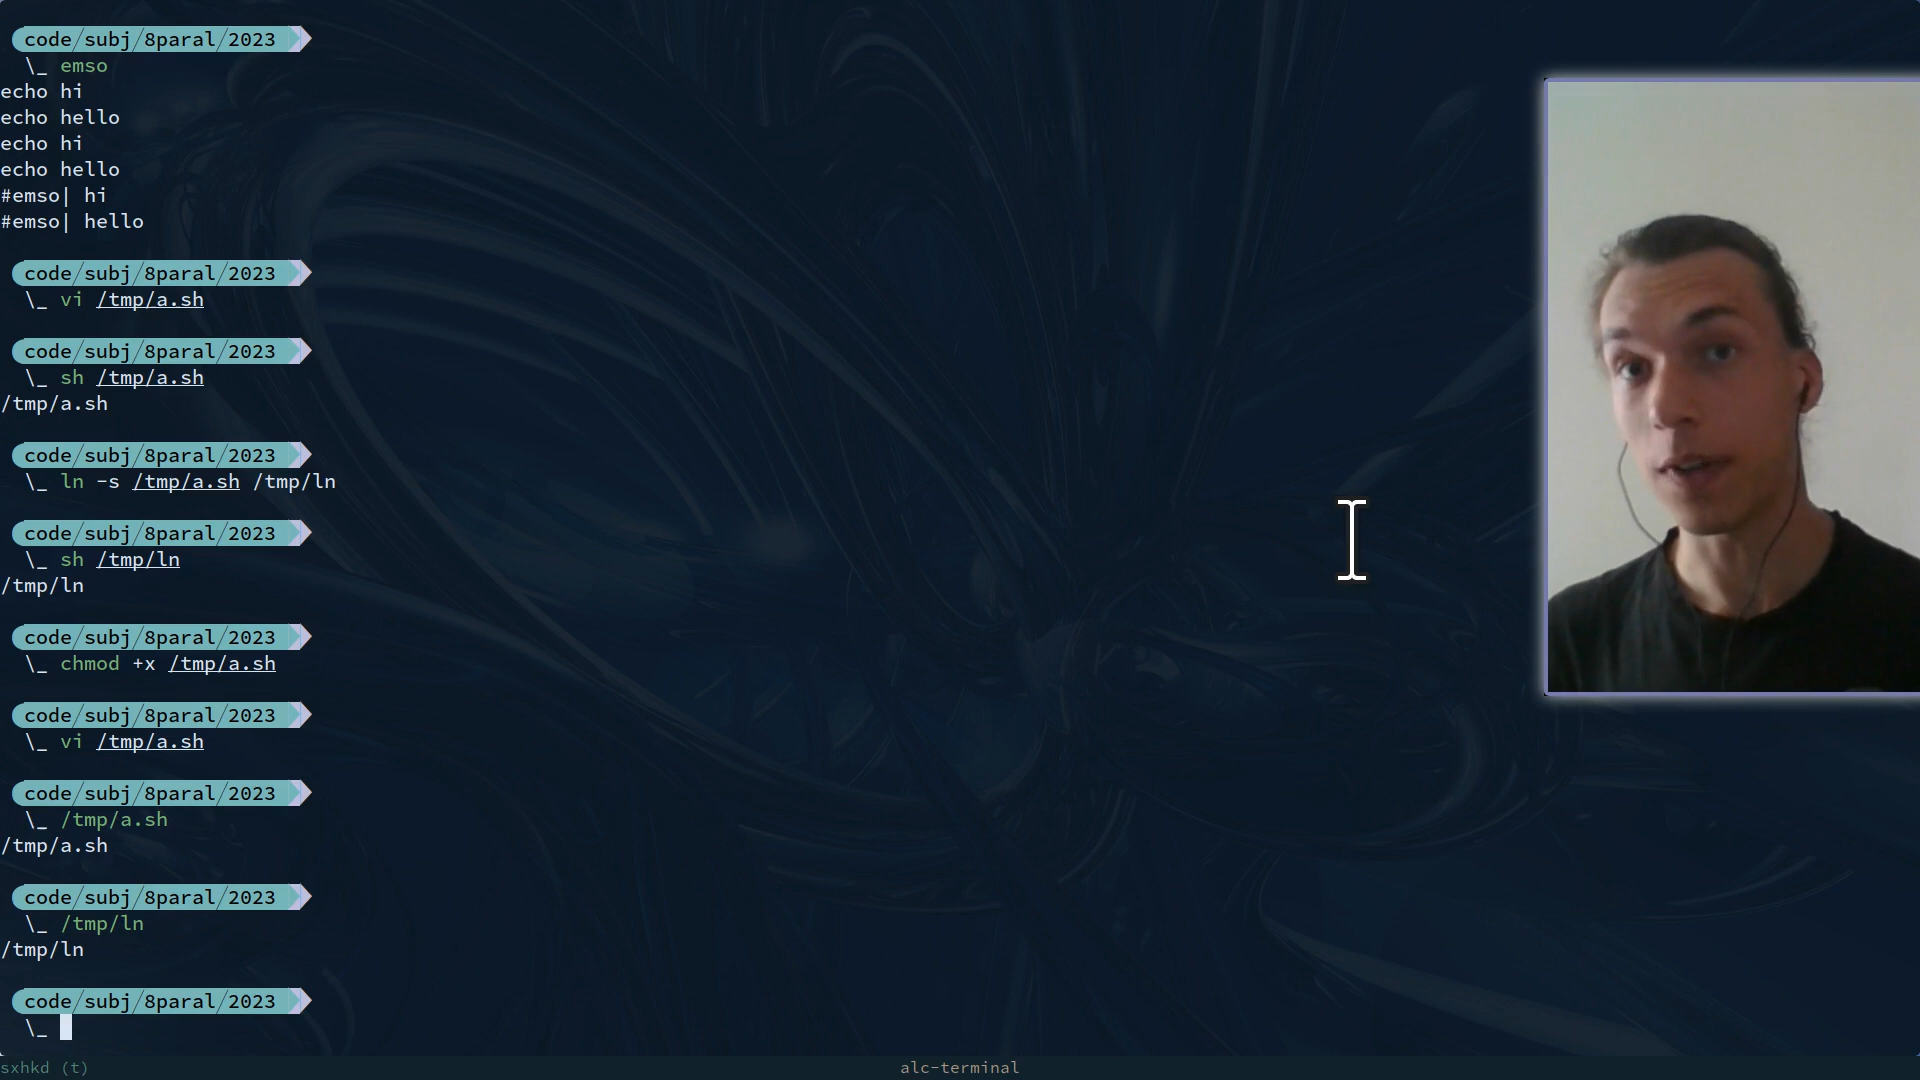 code/subj/8paral/2023
\_ emso
echo hi
echo hello
echo hi
echo hello
#emso| hi
#emso| hello
code/subj/8paral/2023
\_ vi /tmp/a.sh
code/subj/8paral/2023
\_ sh /tmp/a.sh
/tmp/a.sh
code/subj/8paral/2023
\_ ln -s /tmp/a.sh /tmp/ln
code/subj/8paral/2023
\_ sh /tmp/ln
/tmp/ln
code/subj/8paral/2023
\_ chmod +x /tmp/a.sh
code/subj/8paral/2023
\_ vi /tmp/a.sh
code/subj/8paral/2023
\_ /tmp/a.sh
/tmp/a.sh
code/subj/8paral/2023
\_ /tmp/ln
/tmp/ln
code/subj/8paral/2023
\_
sxhkd (t)
alc-terminal